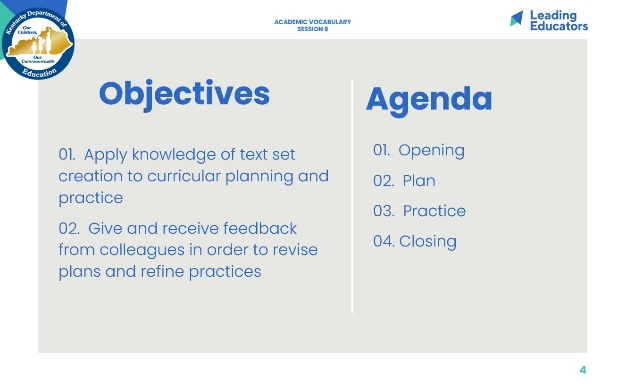 Kentucky Department of
Our
Children,
Our
Commonwealth
Education
ACADEMIC VOCABULARY
SESSION 8
Leading
Educators
Objectives
01. Apply knowledge of text set
creation to curricular planning and
practice
02. Give and receive feedback
from colleagues in order to revise
plans and refine practices
Agenda
01. Opening
02. Plan
03. Practice
04. Closing
4